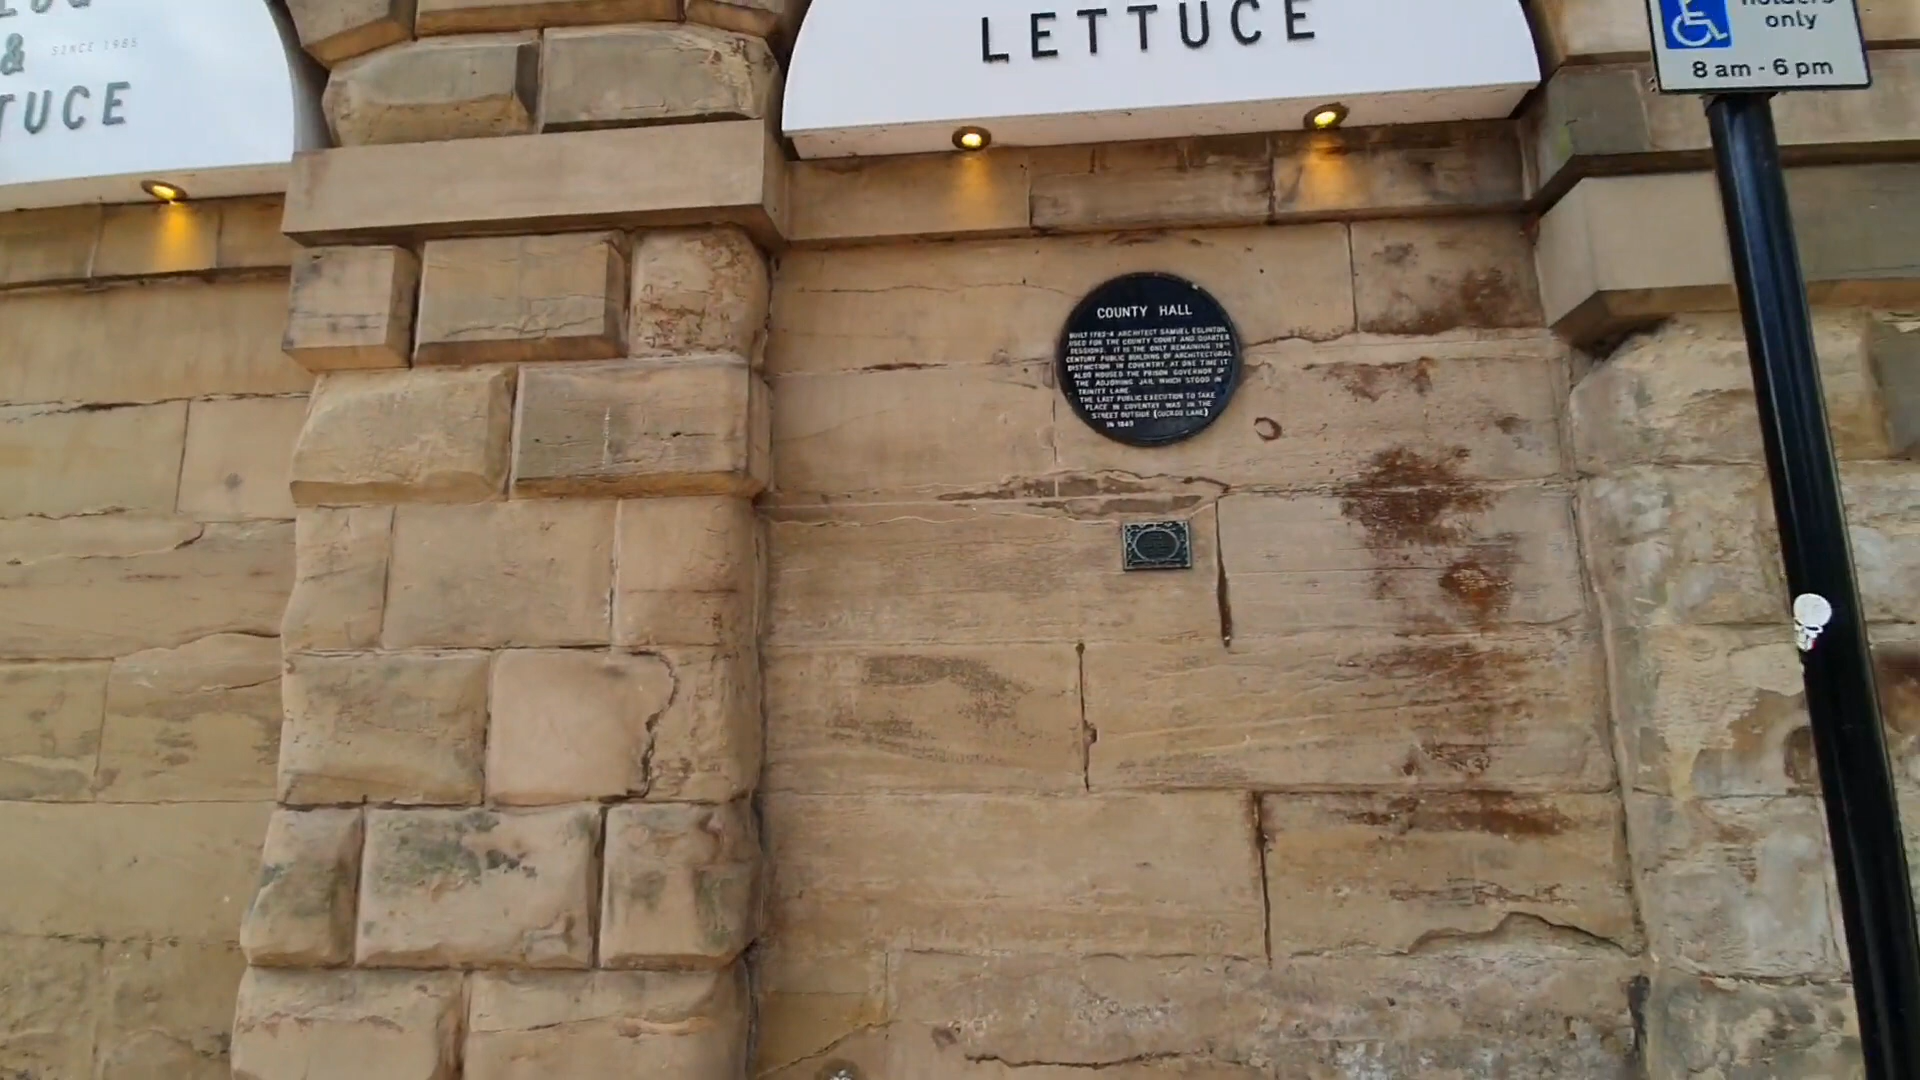 &
SINCE 1985
TUCE
LETTUCE
only
8 am - 6 pm
COUNTY HALL
BUILT 1783-4 ARCHITECT SAMUEL EGLINTON.
USED FOR THE COUNTY COURT AND QUARTER
SESSIONS. IT IS THE ONLY REMAINING 18TH
CENTURY PUBLIC BUILDING OF ARCHITECTURAL
DISTINCTION IN COVENTRY. AT ONE TIME IT
ALSO HOUSED THE PRISON GOVERNOR OF
THE ADJOINING JAIL WHICH STOOD IN
TRINITY LANE.
THE LAST PUBLIC EXECUTION TO TAKE
PLACE IN COVENTRY WAS IN THE
STREET OUTSIDE (CUCKOO LANE)
IN 1849